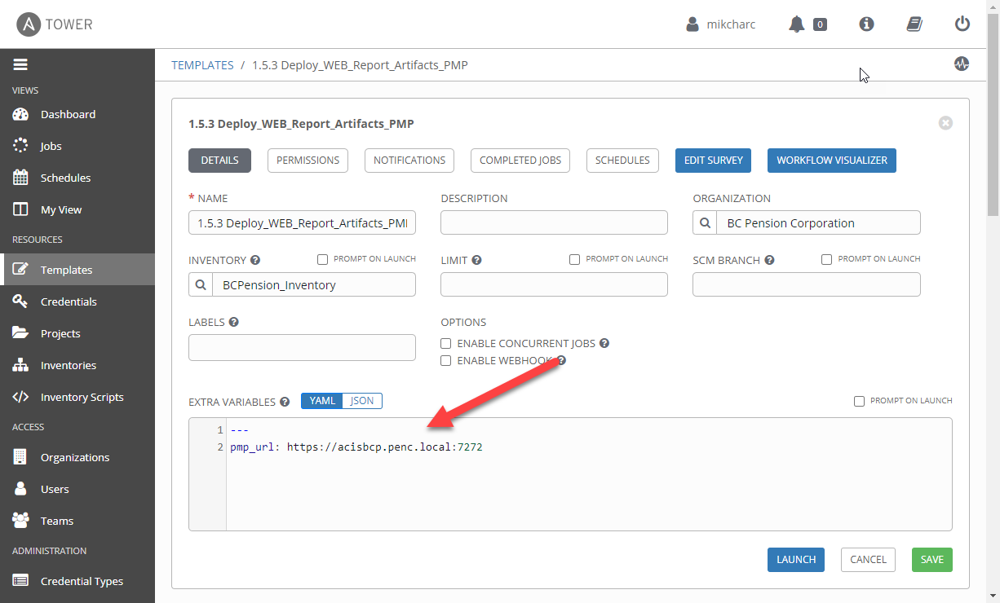 A TOWER
mikcharc
0
VIEWS
Dashboard
Jobs
Schedules
My View
RESOURCES
Templates
Credentials
Projects
Inventories
Inventory Scripts
ACCESS
Organizations
Users
Teams
ADMINISTRATION
Credential Types
TEMPLATES / 1.5.3 Deploy_WEB_Report_Artifacts_PMP
1.5.3 Deploy_WEB_Report_Artifacts_PMP
DETAILS PERMISSIONS NOTIFICATIONS COMPLETED JOBS SCHEDULES EDIT SURVEY WORKFLOW VISUALIZER
* NAME DESCRIPTION ORGANIZATION
1.5.3 Deploy_WEB_Report_Artifacts_PMI BC Pension Corporation
INVENTORY ? PROMPT ON LAUNCH LIMIT ? PROMPT ON LAUNCH SCM BRANCH ? PROMPT ON LAUNCH
BCPension_Inventory
LABELS ? OPTIONS
ENABLE CONCURRENT JOBS ?
ENABLE WEBHOOK ?
EXTRA VARIABLES ? YAML JSON PROMPT ON LAUNCH
1 ---
2 pmp_url: https://acisbcp.penc.local:7272
LAUNCH CANCEL SAVE